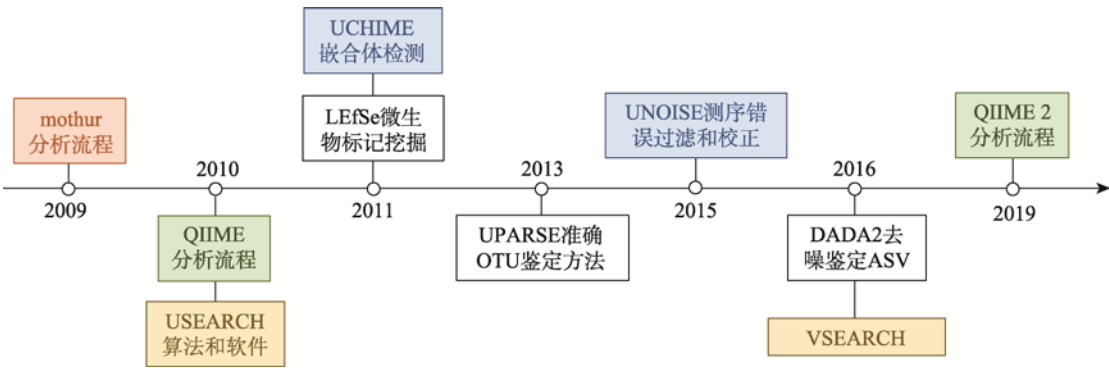 UCHIME
嵌合体检测
LEfSe微生
物标记挖掘
mothur
分析流程
UNOISE测序错
误过滤和校正
QIIME 2
分析流程
2010
2013
2016
2009
2011
2015
2019
QIIME
分析流程
USEARCH
算法和软件
UPARSE准确
OTU鉴定方法
DADA2去
噪鉴定ASV
VSEARCH